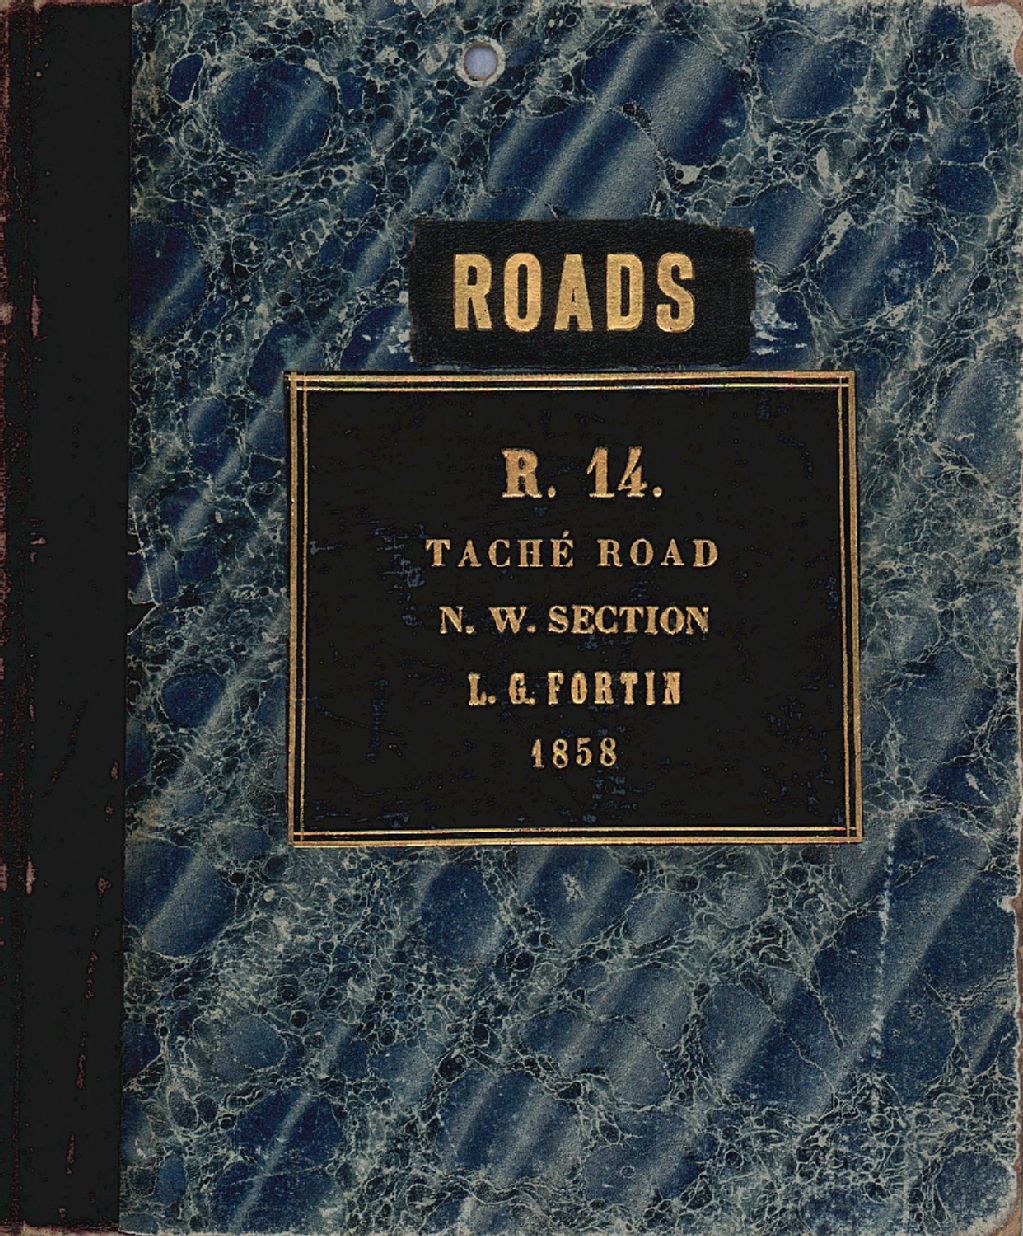 ROADS
R. 14.
TACHÉ ROAD
N. W. SECTION
L. G. FORTIN
1858